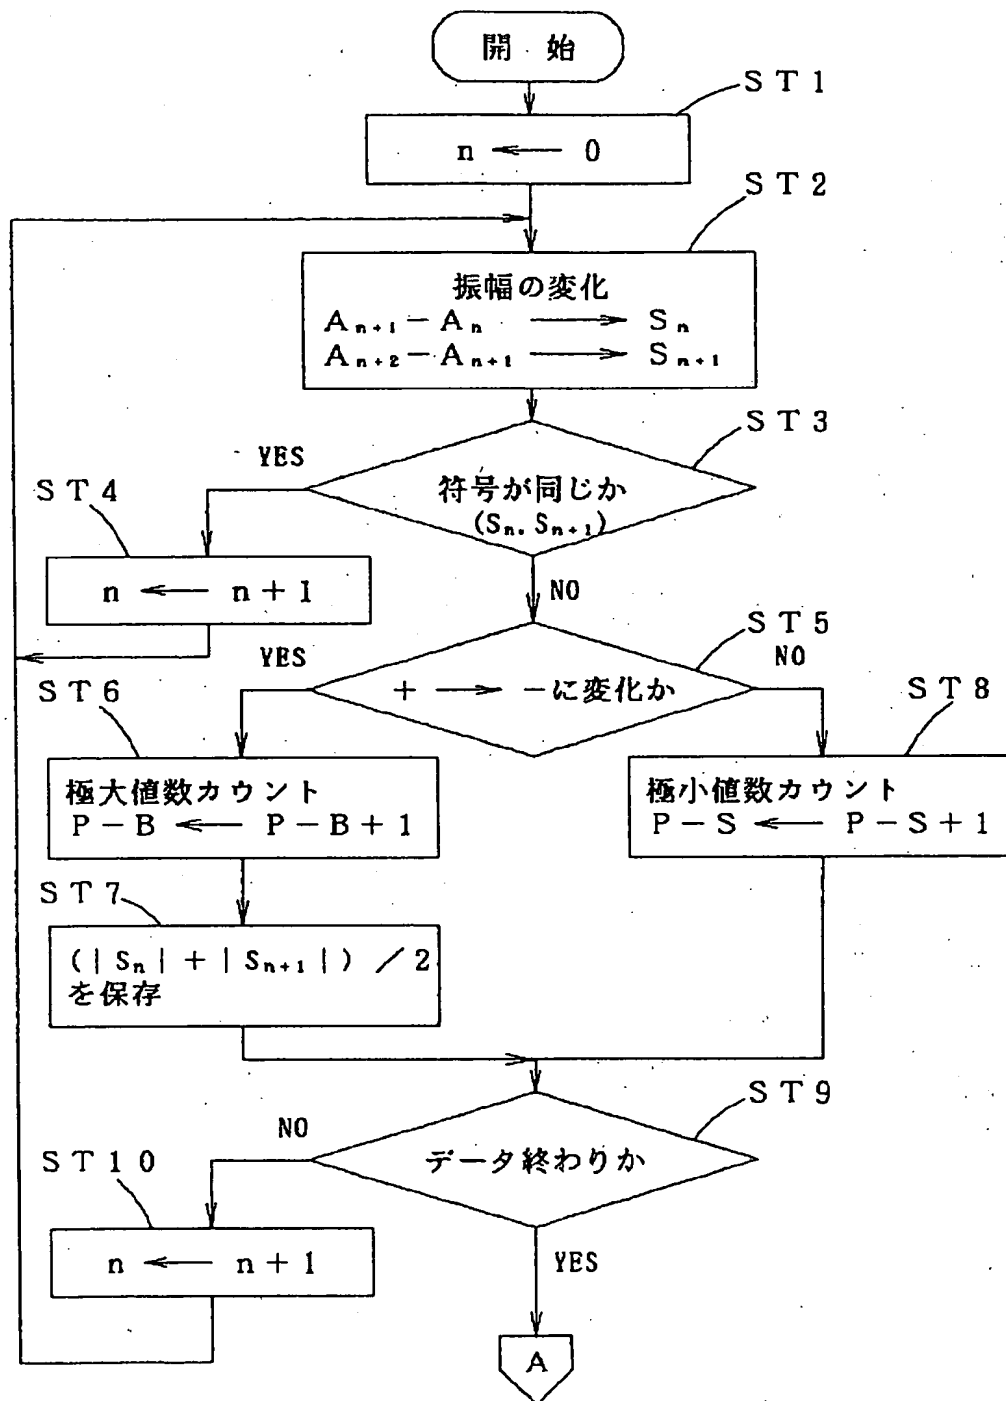 開始
ST1
n ← 0
ST2
振幅の変化
Aₙ₊₁－Aₙ ⟶ Sₙ
Aₙ₊₂－Aₙ₊₁ ⟶ Sₙ₊₁
ST3
YES
符号が同じか
(Sₙ. Sₙ₊₁)
ST4
n ← n+1
NO
ST5
YES
NO
+ ⟶ －に変化か
ST6
ST8
極大値数カウント
P－B ← P－B+1
極小値数カウント
P－S ← P－S+1
ST7
(|Sₙ|+|Sₙ₊₁|)／2
を保存
ST9
NO
データ終わりか
ST10
n ← n+1
YES
A